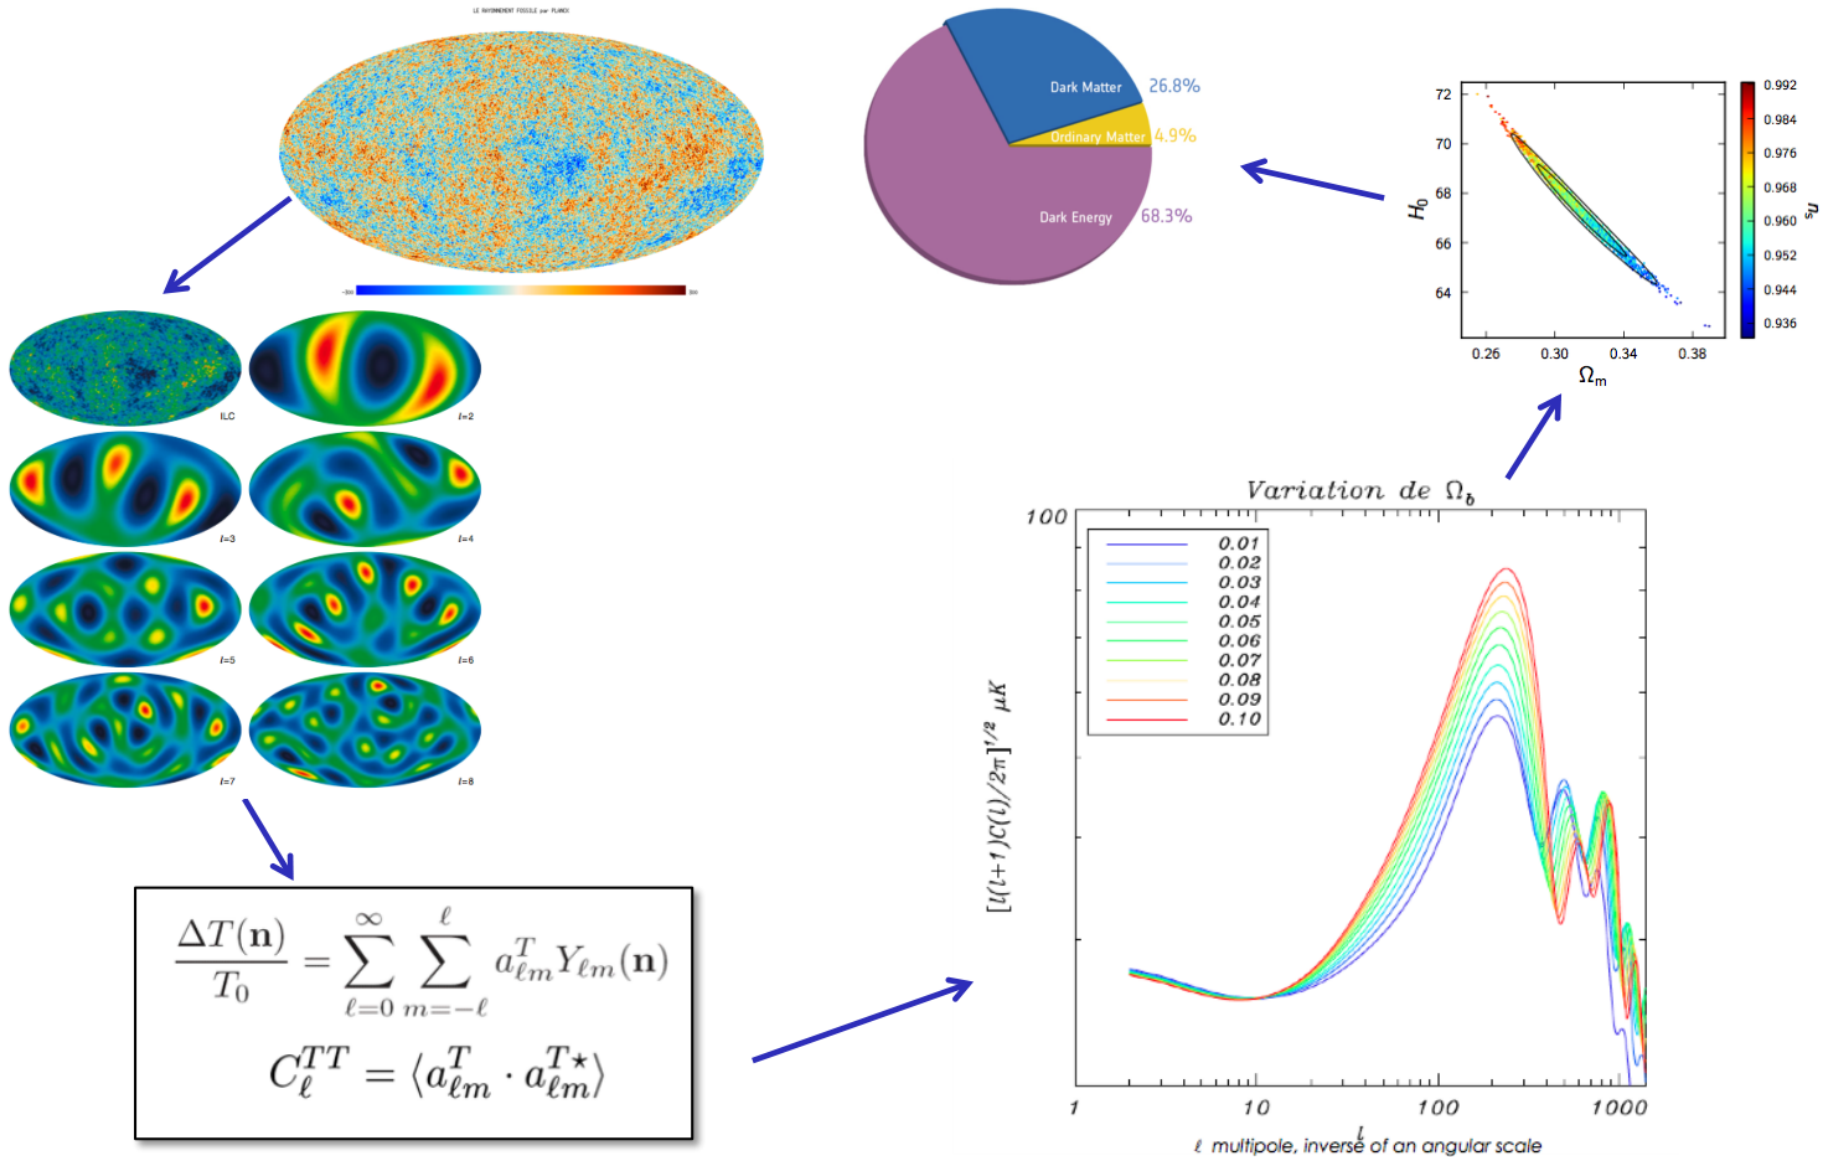 LE RAYONNEMENT FOSSILE par PLANCK
-300 300
Dark Matter 26.8%
Ordinary Matter 4.9%
Dark Energy 68.3%
72
70
68
66
64
H₀
0.26 0.30 0.34 0.38
Ωₘ
0.992
0.984
0.976
0.968
0.960
0.952
0.944
0.936
nₛ
ILC
l=2
l=3
l=4
l=5
l=6
l=7
l=8
ΔT(n)/T₀ = ∑_{ℓ=0}^{∞} ∑_{m=-ℓ}^{ℓ} a^T_{ℓm} Y_{ℓm}(n)
C_ℓ^{TT} = ⟨a^T_{ℓm} · a^{T⋆}_{ℓm}⟩
Variation de Ω_b
100
0.01
0.02
0.03
0.04
0.05
0.06
0.07
0.08
0.09
0.10
[l(l+1)C(l)/2π]^{1/2} μK
1 10 100 1000
l
ℓ multipole, inverse of an angular scale